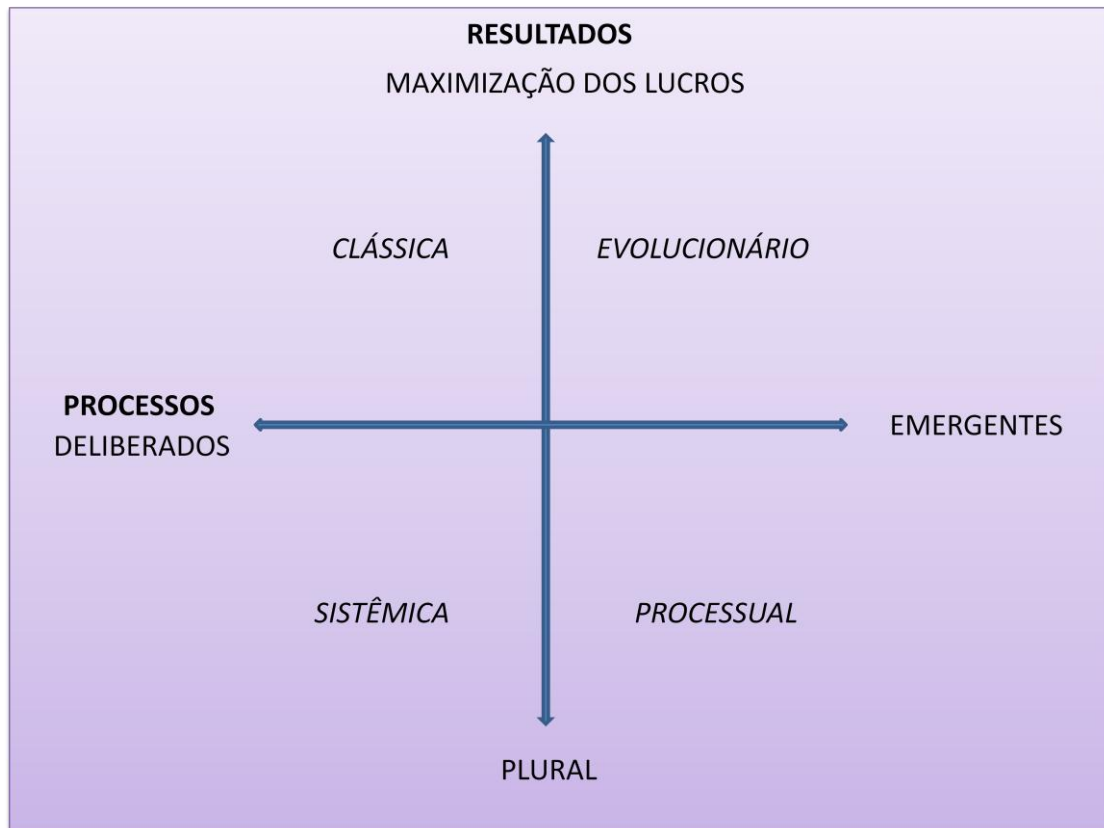 RESULTADOS
MAXIMIZAÇÃO DOS LUCROS
CLÁSSICA
EVOLUCIONÁRIO
PROCESSOS
DELIBERADOS
EMERGENTES
SISTÊMICA
PROCESSUAL
PLURAL